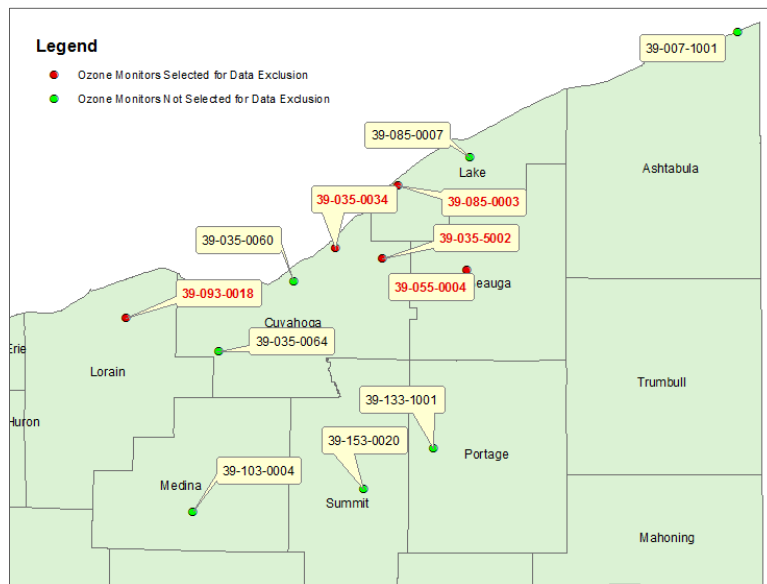 Legend
Ozone Monitors Selected for Data Exclusion
Ozone Monitors Not Selected for Data Exclusion
39-007-1001
39-085-0007
Lake
Ashtabula
39-035-0034
39-085-0003
39-035-0060
39-035-5002
39-093-0018
39-055-0004
eauga
Cuyahoga
39-035-0064
Erie
Lorain
Trumbull
39-133-1001
Huron
39-153-0020
Portage
39-103-0004
Medina
Summit
Mahoning